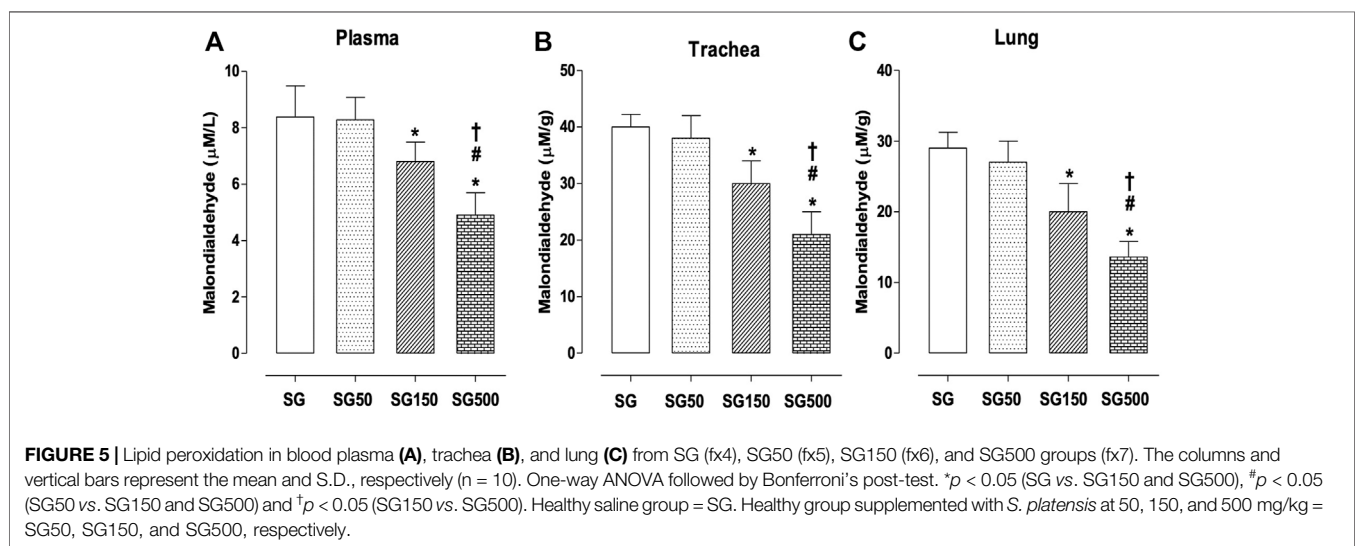 A
Plasma
Malondialdehyde (µM/L)
10
8
6
4
2
0
*
†
#
*
SG SG50 SG150 SG500
B
Trachea
Malondialdehyde (µM/g)
50
40
30
20
10
0
*
†
#
*
SG SG50 SG150 SG500
C
Lung
Malondialdehyde (µM/g)
40
30
20
10
0
*
†
#
*
SG SG50 SG150 SG500
FIGURE 5 | Lipid peroxidation in blood plasma (A), trachea (B), and lung (C) from SG (fx4), SG50 (fx5), SG150 (fx6), and SG500 groups (fx7). The columns and
vertical bars represent the mean and S.D., respectively (n = 10). One-way ANOVA followed by Bonferroni's post-test. *p < 0.05 (SG vs. SG150 and SG500), #p < 0.05
(SG50 vs. SG150 and SG500) and †p < 0.05 (SG150 vs. SG500). Healthy saline group = SG. Healthy group supplemented with S. platensis at 50, 150, and 500 mg/kg =
SG50, SG150, and SG500, respectively.